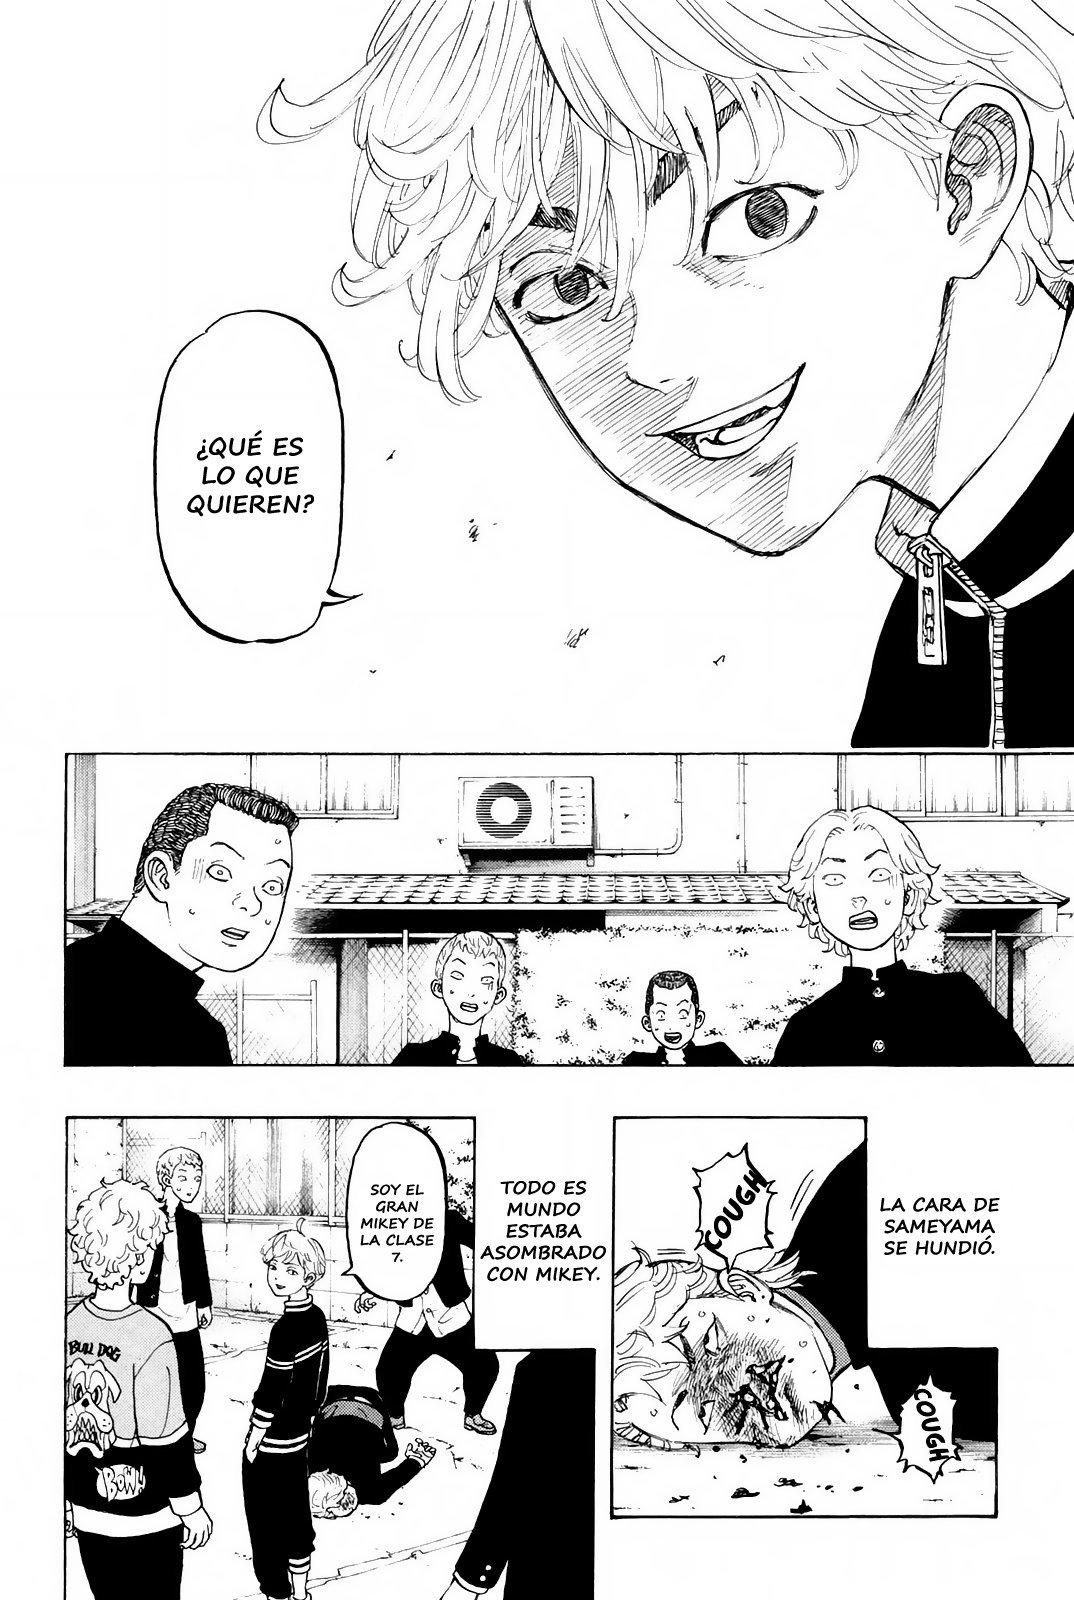 ¿QUÉ ES
LO QUE
QUIEREN?
LA CARA DE
SAMEYAMA
SE HUNDIÓ.
COUGH
COUGH
TODO ES
MUNDO
ESTABA
ASOMBRADO
CON MIKEY.
SOY EL
GRAN
MIKEY DE
LA CLASE
7.
BULL DOG
BOW!